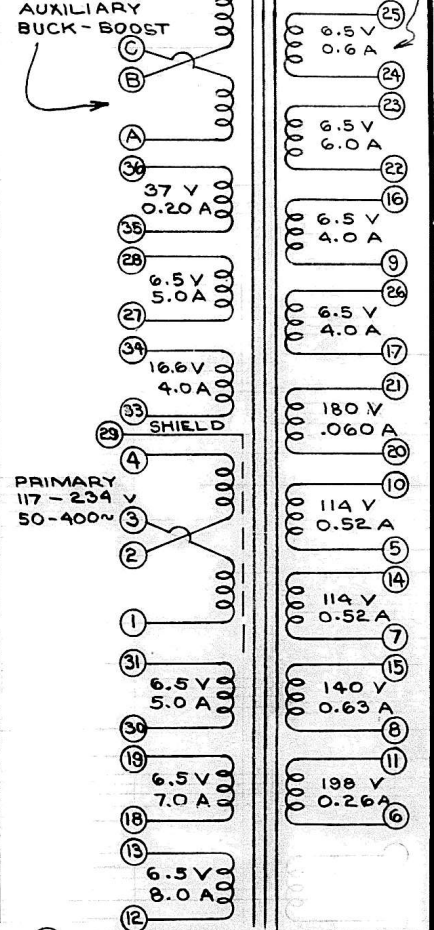 AUXILIARY
BUCK-BOOST
C
B
A
36
37 V
0.20 A
35
28
6.5 V
5.0 A
27
34
16.6 V
4.0 A
33
SHIELD
29
4
PRIMARY
117 - 234 V
50-400~
3
2
1
31
6.5 V
5.0 A
30
19
6.5 V
7.0 A
18
13
6.5 V
8.0 A
12
25
6.5 V
0.6 A
24
23
6.5 V
6.0 A
22
16
6.5 V
4.0 A
9
26
6.5 V
4.0 A
17
21
180 V
.060 A
20
10
114 V
0.52 A
5
14
114 V
0.52 A
7
15
140 V
0.63 A
8
11
198 V
0.26A
6